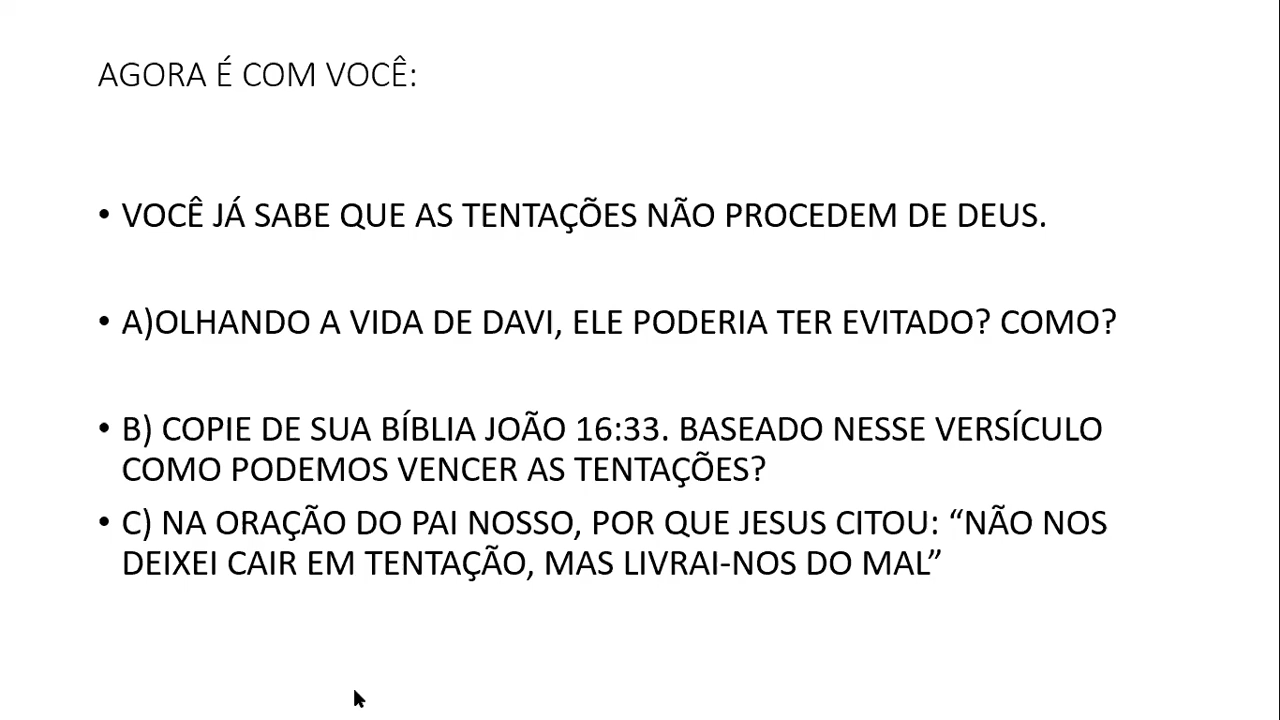 AGORA É COM VOCÊ:
• VOCÊ JÁ SABE QUE AS TENTAÇÕES NÃO PROCEDEM DE DEUS.
• A)OLHANDO A VIDA DE DAVI, ELE PODERIA TER EVITADO? COMO?
• B) COPIE DE SUA BÍBLIA JOÃO 16:33. BASEADO NESSE VERSÍCULO
COMO PODEMOS VENCER AS TENTAÇÕES?
• C) NA ORAÇÃO DO PAI NOSSO, POR QUE JESUS CITOU: “NÃO NOS
DEIXEI CAIR EM TENTAÇÃO, MAS LIVRAI-NOS DO MAL”